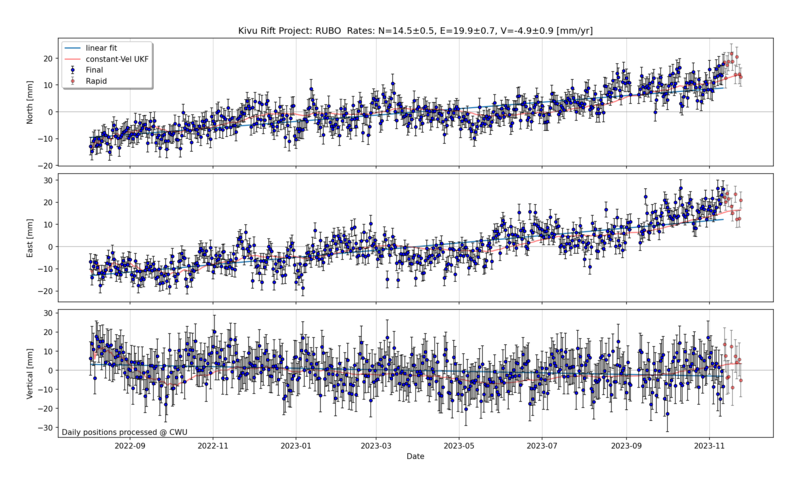 Kivu Rift Project: RUBO  Rates: N=14.5±0.5, E=19.9±0.7, V=-4.9±0.9 [mm/yr]
linear fit
constant-Vel UKF
Final
Rapid
North [mm]
20
10
0
−10
−20
East [mm]
30
20
10
0
−10
−20
Vertical [mm]
30
20
10
0
−10
−20
−30
Daily positions processed @ CWU
2022-09 2022-11 2023-01 2023-03 2023-05 2023-07 2023-09 2023-11
Date